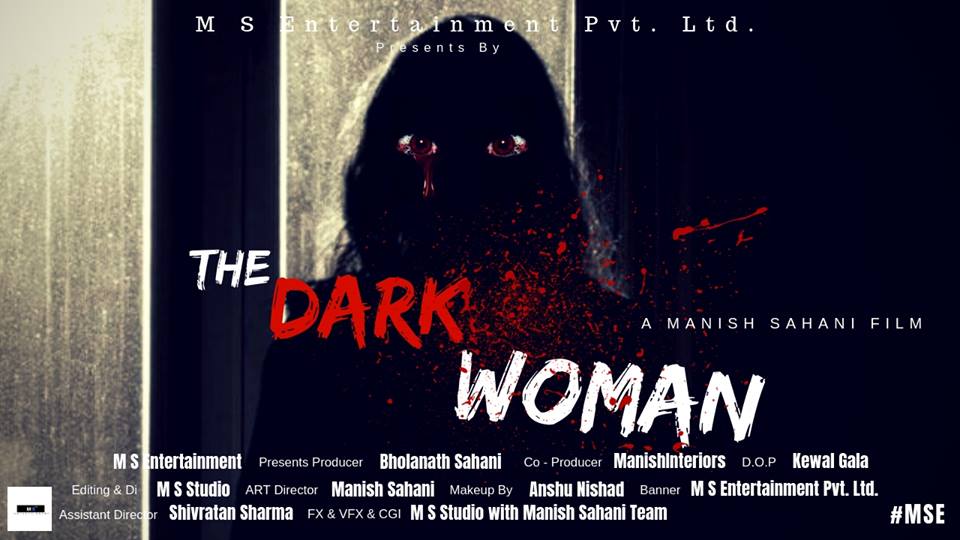 M S Entertainment Pvt. Ltd.
Presents By
THE
DARK
A MANISH SAHANI FILM
WOMAN
M S Entertainment Presents Producer Bholanath Sahani Co - Producer ManishInteriors D.O.P Kewal Gala
Editing & Di M S Studio ART Director Manish Sahani Makeup By Anshu Nishad Banner M S Entertainment Pvt. Ltd.
Assistant Director Shivratan Sharma FX & VFX & CGI M S Studio with Manish Sahani Team
#MSE